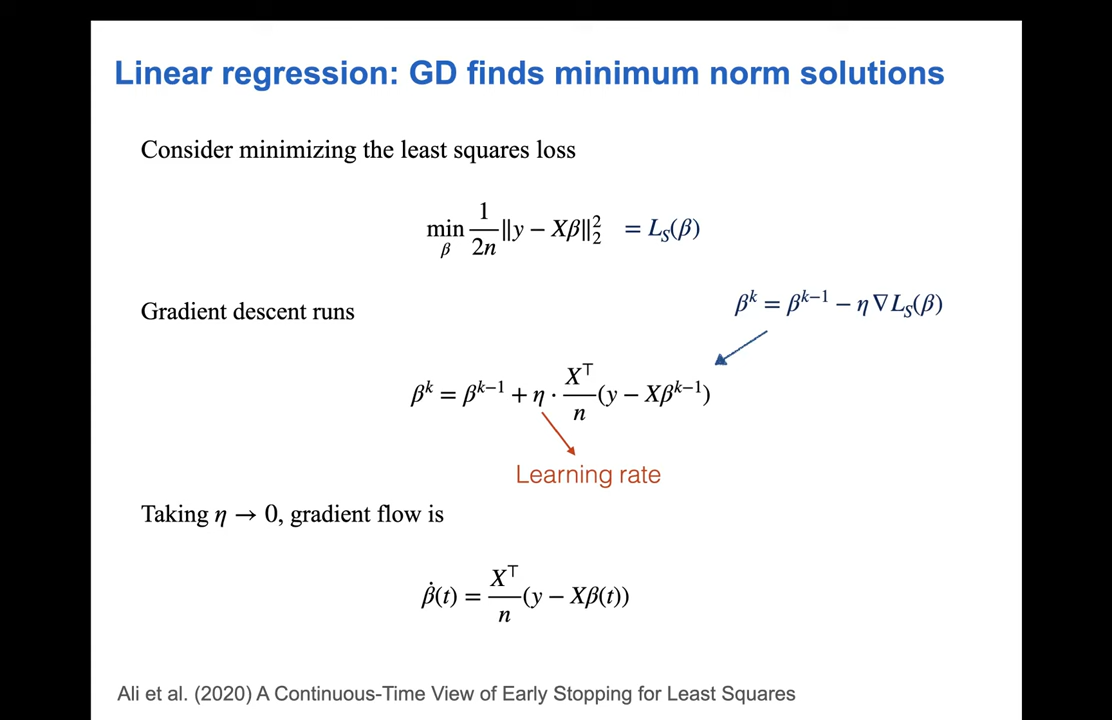 Linear regression: GD finds minimum norm solutions
Consider minimizing the least squares loss
min_β 1/2n ‖y − Xβ‖₂² = L_S(β)
β^k = β^{k−1} − η∇L_S(β)
Gradient descent runs
β^k = β^{k−1} + η · X^⊤/n (y − Xβ^{k−1})
Learning rate
Taking η → 0, gradient flow is
β̇(t) = X^⊤/n (y − Xβ(t))
Ali et al. (2020) A Continuous-Time View of Early Stopping for Least Squares